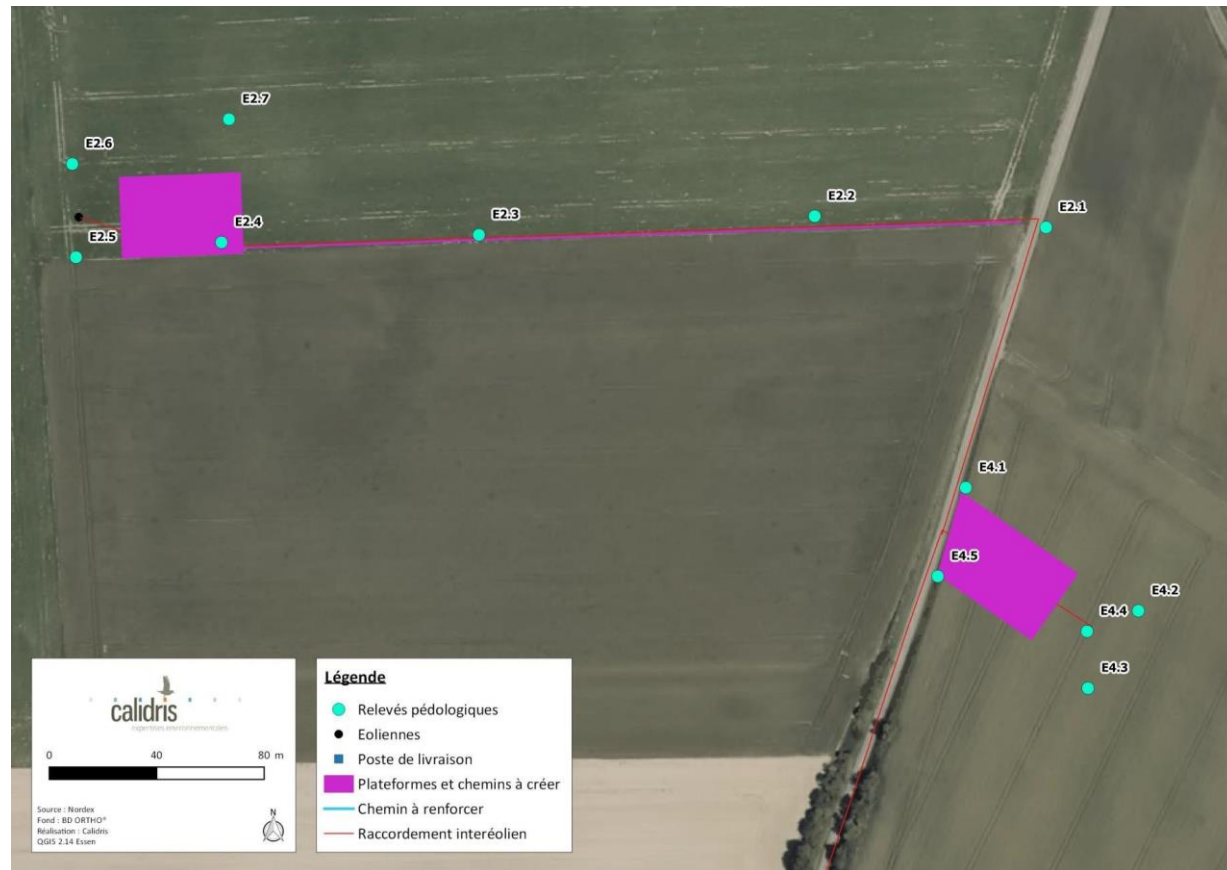 E2.7
E2.6
E2.2
E2.3
E2.1
E2.4
E2.5
E4.1
E4.5
E4.2
E4.4
E4.3
calidris
expertises environnementales
0 40 80 m
Source : Nordex
Fond : BD ORTHO®
Réalisation : Calidris
QGIS 2.14 Essen
N
Légende
Relevés pédologiques
Eoliennes
Poste de livraison
Plateformes et chemins à créer
Chemin à renforcer
Raccordement interéolien